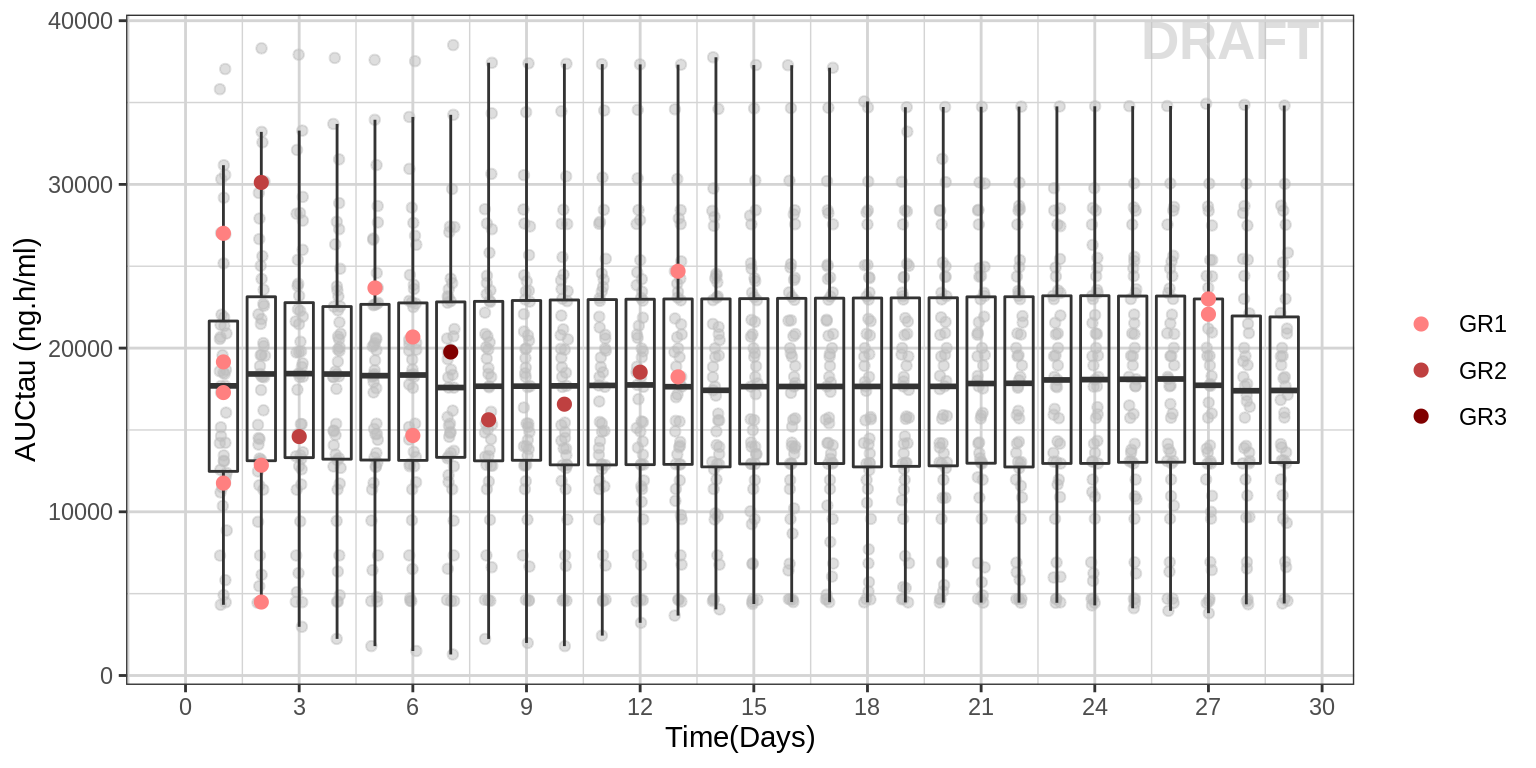 DRAFT
40000
30000
20000
10000
0
AUCtau (ng.h/ml)
0 3 6 9 12 15 18 21 24 27 30
Time(Days)
GR1
GR2
GR3